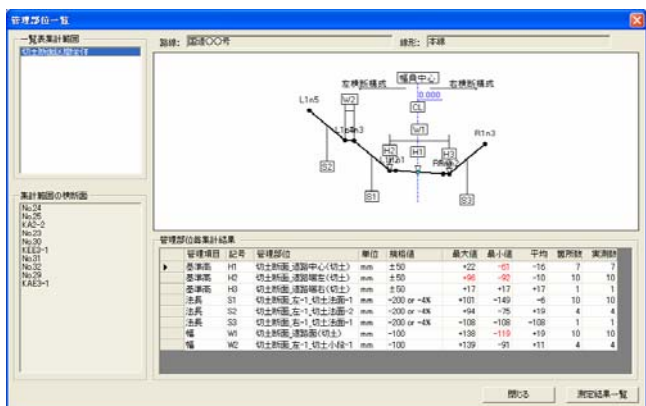 管理部位一覧
一覧表集計範囲
路線: 国道〇〇号
線形: 本線
左横断構成
幅員中心
右横断構成
0.000
CL
L1n5
W2
W1
R1n3
H2
H1
H3
S2
S1
S3
集計範囲の横断面
No.24
No.25
KA2-2
No.23
No.30
KEE3-1
No.31
No.32
No.29
KAE3-1
管理部位毎集計結果
管理項目 記号 管理部位 単位 規格値 最大値 最小値 平均 箇所数 実測数
基準高 H1 切土断面_道路中心(切土) mm ±50 +22 -61 -16 7 7
基準高 H2 切土断面_道路端左(切土) mm ±50 +96 -92 -10 10 10
基準高 H3 切土断面_道路端右(切土) mm ±50 +17 +17 +17 1 1
法長 S1 切土断面_左-1_切土法面-1 mm -200 or -4% +101 -149 -6 10 10
法長 S2 切土断面_左-1_切土法面-2 mm -200 or -4% +94 -75 +19 4 4
法長 S3 切土断面_右-1_切土法面-1 mm -200 or -4% -108 -108 -108 1 1
幅 W1 切土断面_道路面(切土) mm -100 +138 -119 +19 10 10
幅 W2 切土断面_左-1_切土小段-1 mm -100 +139 -91 +11 4 4
閉じる 測定結果一覧